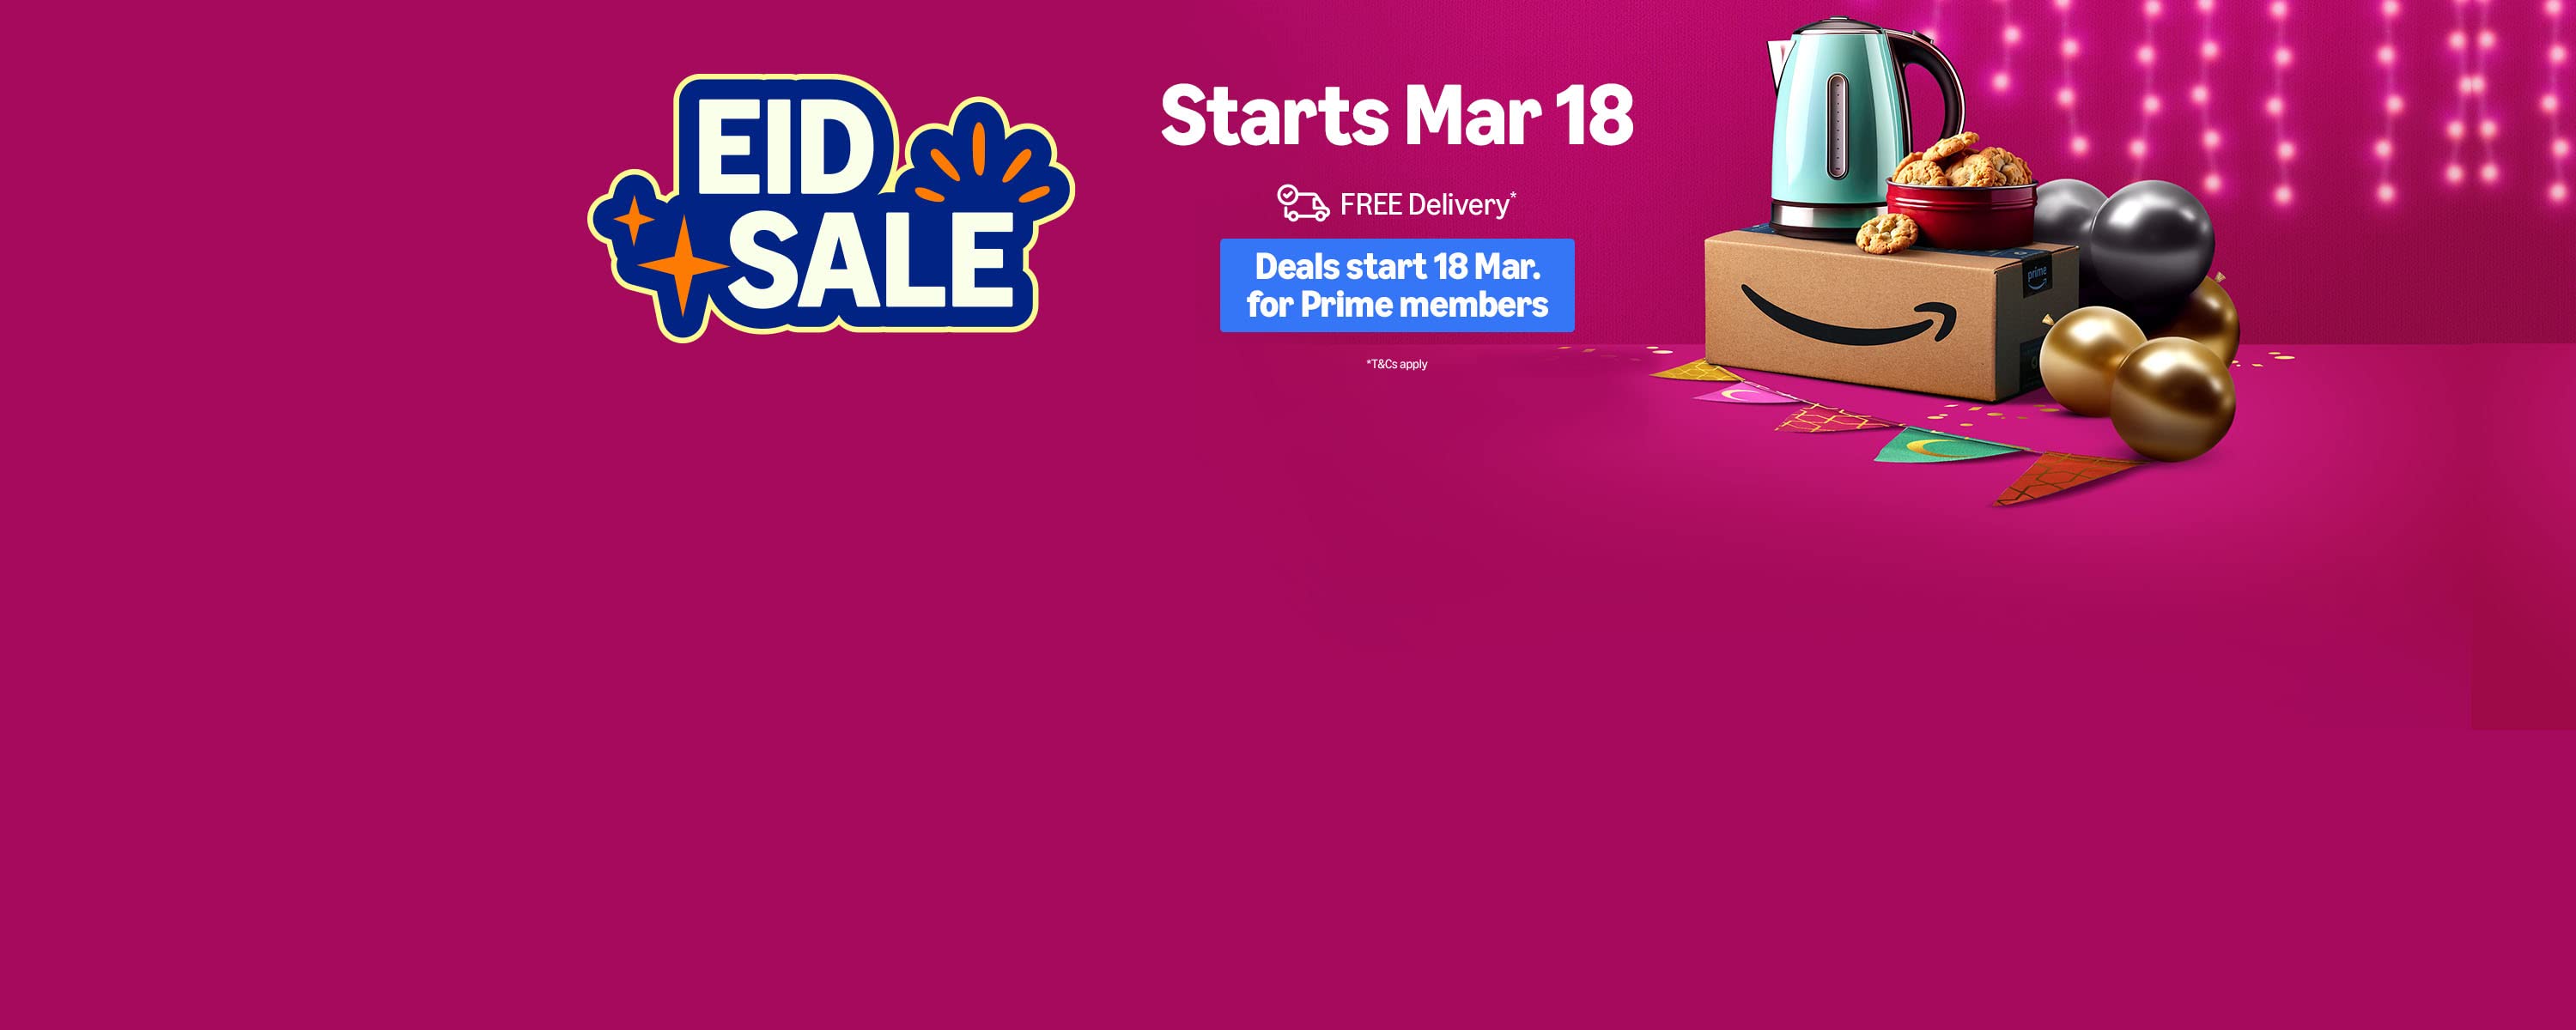 EID
SALE
Starts Mar 18
FREE Delivery*
Deals start 18 Mar.
for Prime members
*T&Cs apply
prime